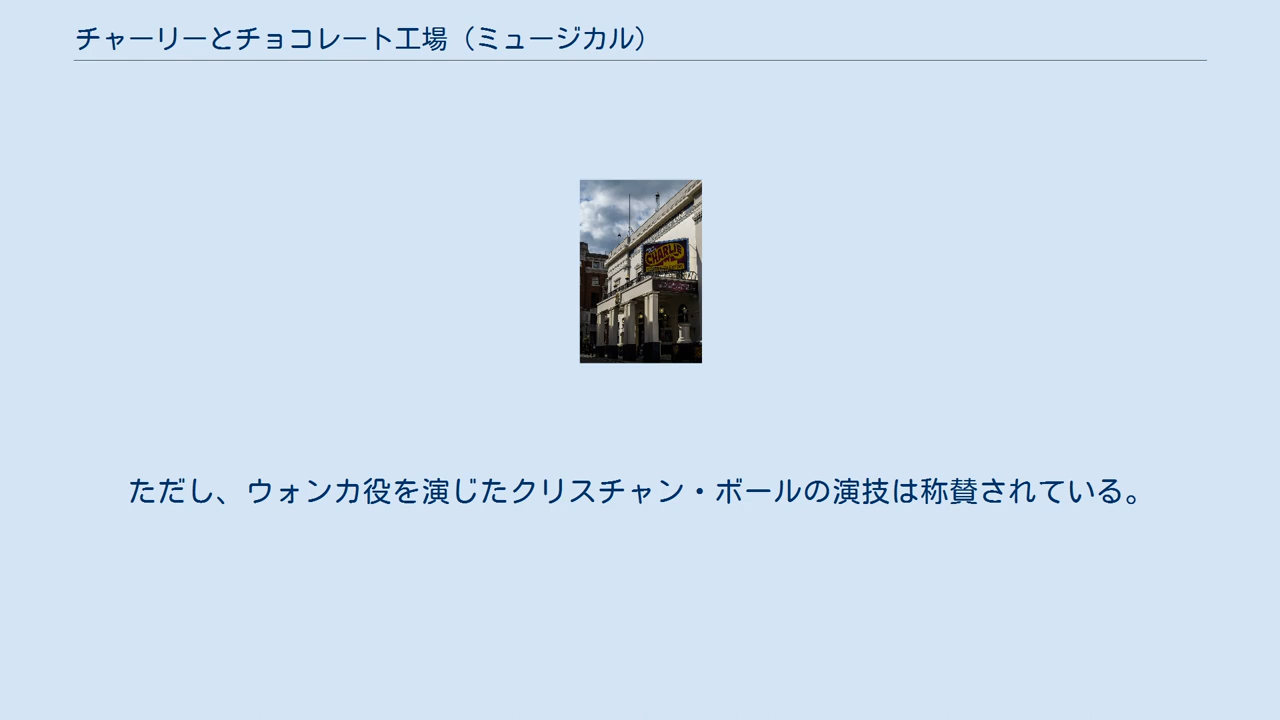 チャーリーとチョコレート工場（ミュージカル）
CHARLIE
ただし、ウォンカ役を演じたクリスチャン・ボールの演技は称賛されている。